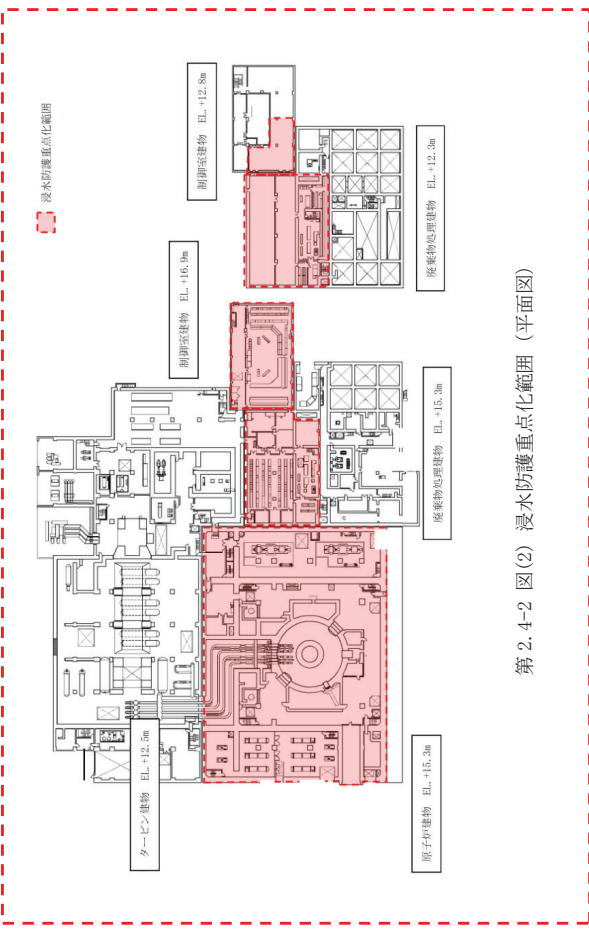 浸水防護重点化範囲
制御室建物 EL.+12.8m
制御室建物 EL.+16.9m
廃棄物処理建物 EL.+12.3m
タービン建物 EL.+12.5m
廃棄物処理建物 EL.+15.3m
原子炉建物 EL.+15.3m
第 2.4-2 図(2) 浸水防護重点化範囲（平面図）